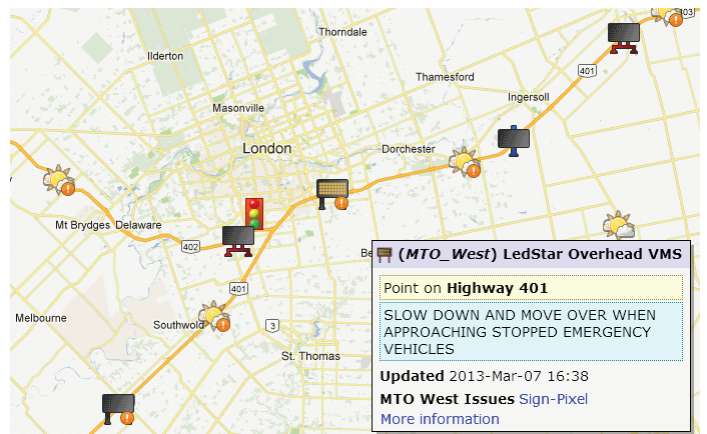 Thorndale
403
Ilderton
401
Thamesford
Ingersoll
Masonville
London
Dorchester
Mt Brydges
Delaware
402
Be
(MTO_West) LedStar Overhead VMS
Point on Highway 401
SLOW DOWN AND MOVE OVER WHEN
APPROACHING STOPPED EMERGENCY
VEHICLES
Updated 2013-Mar-07 16:38
MTO West Issues Sign-Pixel
More information
401
Melbourne
Southwold
3
St. Thomas